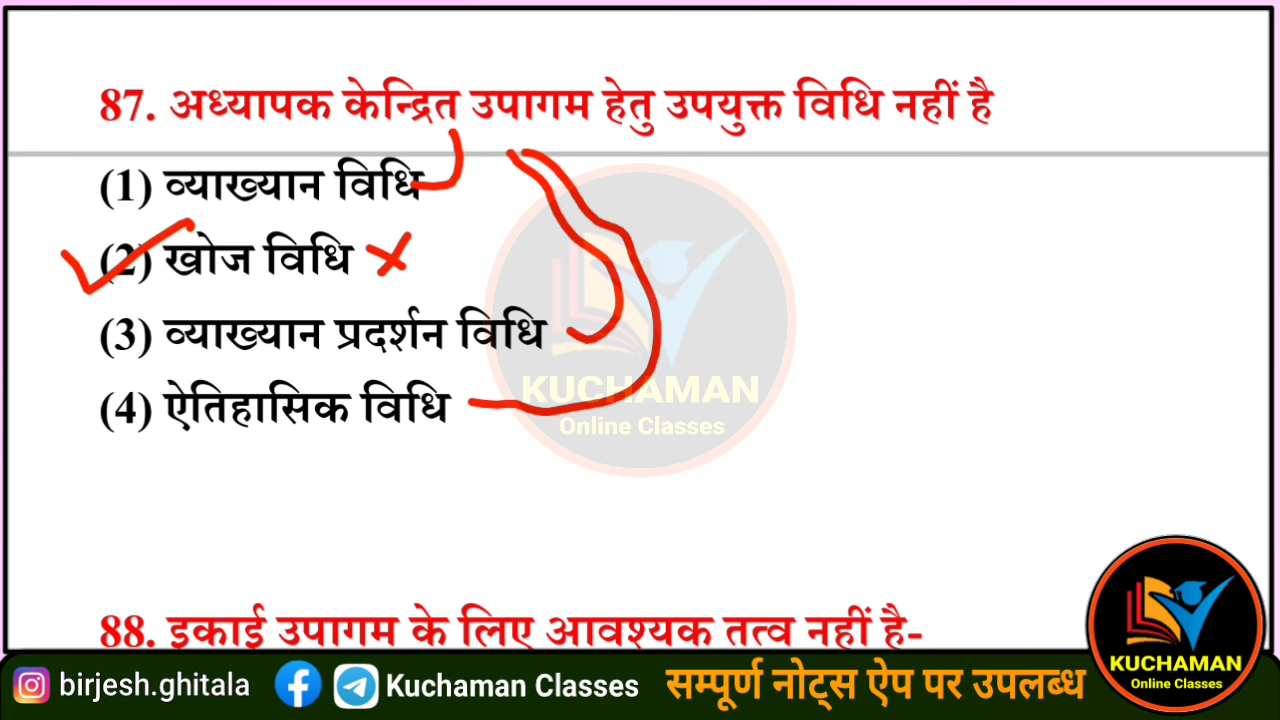 87. अध्यापक केन्द्रित उपागम हेतु उपयुक्त विधि नहीं है
(1) व्याख्यान विधि
(2) खोज विधि
(3) व्याख्यान प्रदर्शन विधि
(4) ऐतिहासिक विधि
KUCHAMAN
Online Classes
88. इकाई उपागम के लिए आवश्यक तत्व नहीं है-
birjesh.ghitala
Kuchaman Classes
सम्पूर्ण नोट्स ऐप पर उपलब्ध
KUCHAMAN
Online Classes